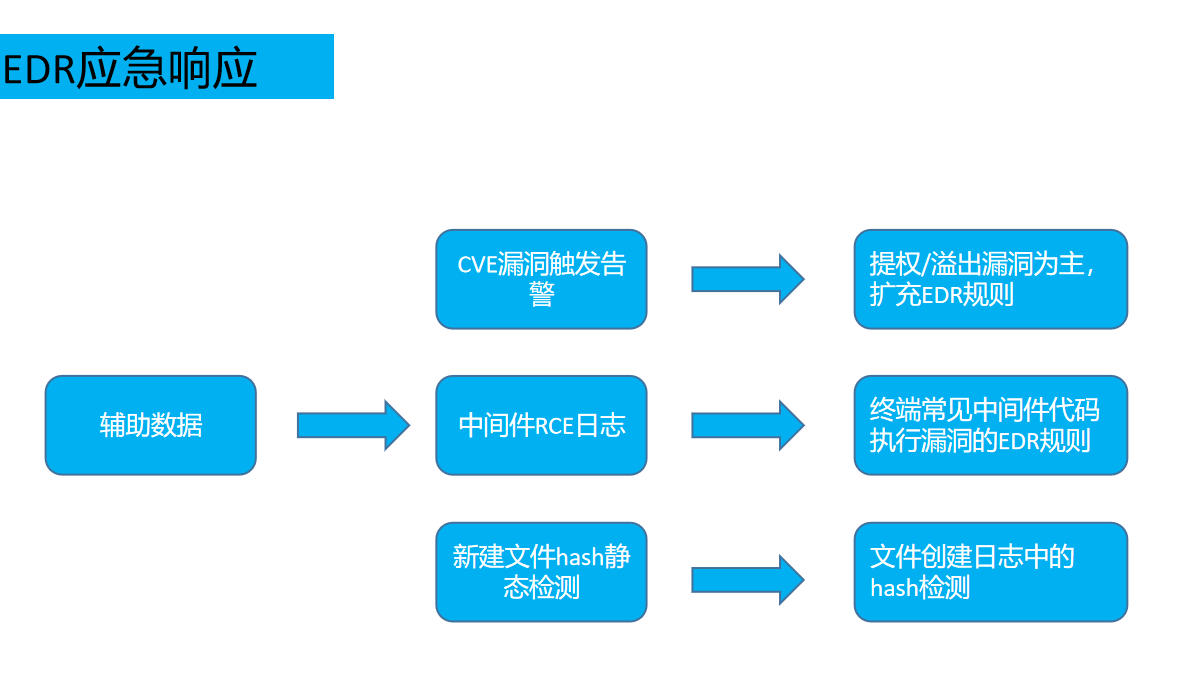 EDR应急响应
CVE漏洞触发告
警
提权/溢出漏洞为主，
扩充EDR规则
辅助数据
中间件RCE日志
终端常见中间件代码
执行漏洞的EDR规则
新建文件hash静
态检测
文件创建日志中的
hash检测